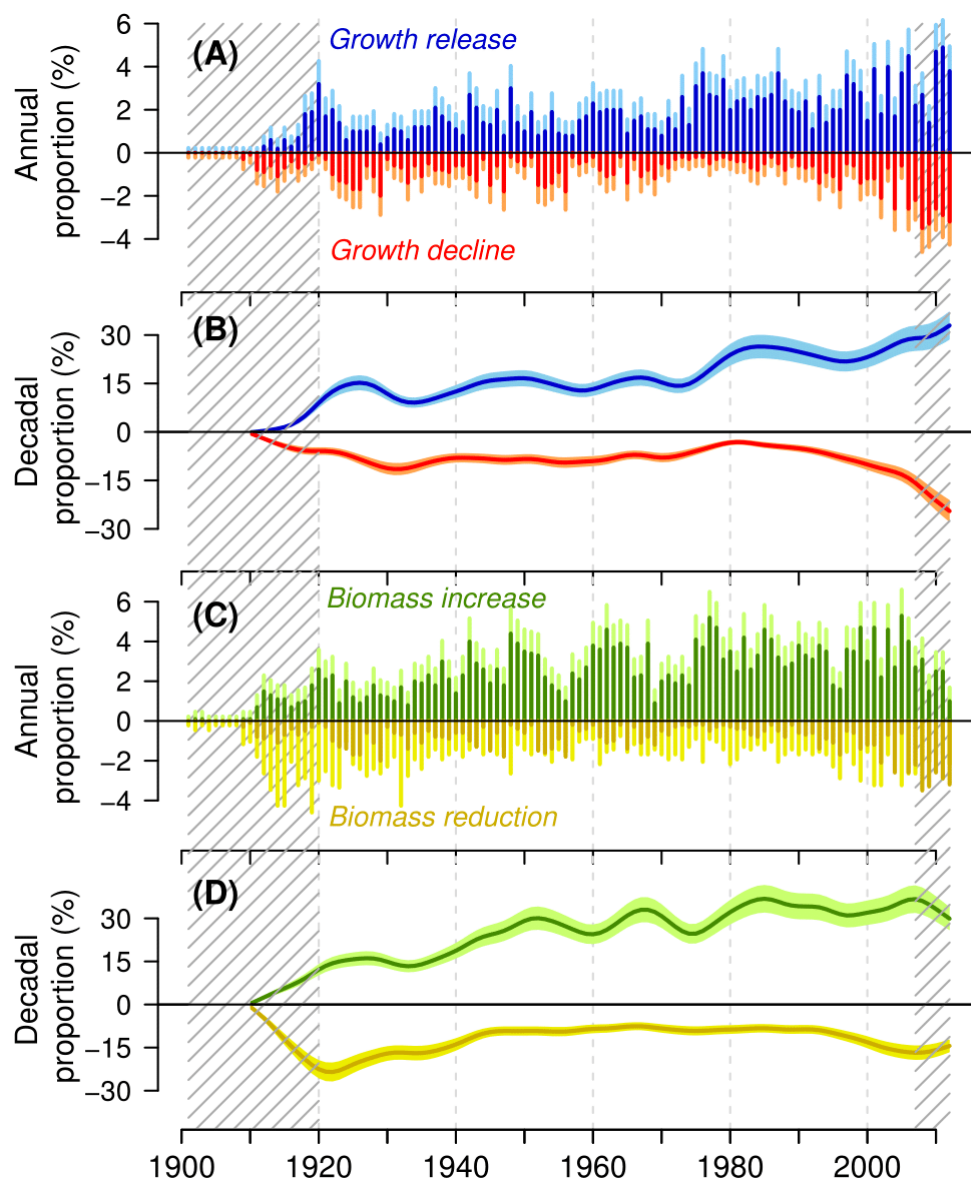 (A)
Growth release
Annual
proportion (%)
6
4
2
0
−2
−4
Growth decline
(B)
Decadal
proportion (%)
30
15
0
−15
−30
(C)
Biomass increase
Annual
proportion (%)
6
4
2
0
−2
−4
Biomass reduction
(D)
Decadal
proportion (%)
30
15
0
−15
−30
1900 1920 1940 1960 1980 2000